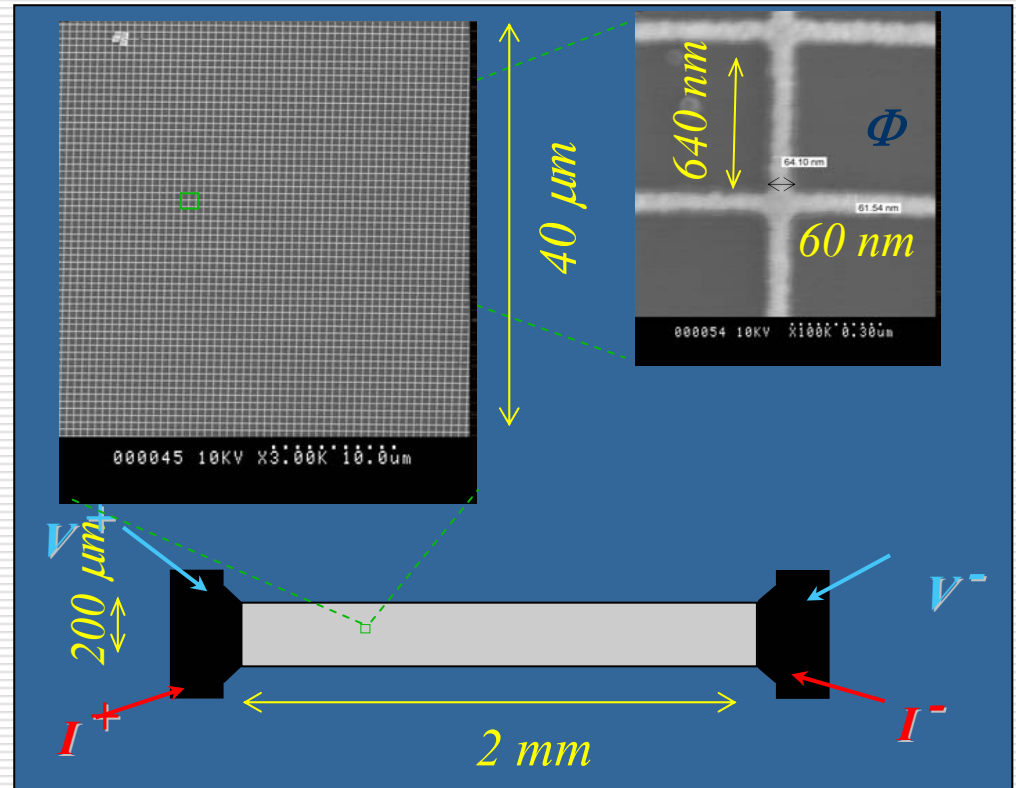 640 nm
Φ
64.10 nm
61.54 nm
60 nm
000054 10KV X100K 0.30um
40 μm
000045 10KV X3.00K 10.0um
V+
200 μm
V-
I+
I-
2 mm